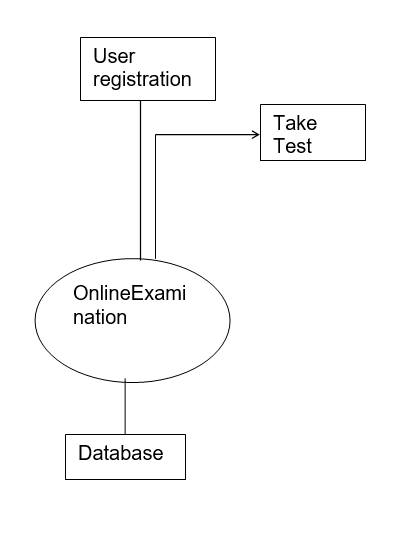 User
registration
Take
Test
OnlineExami
nation
Database